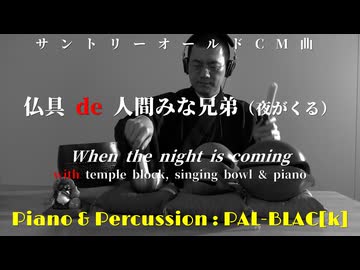 サントリーオールドCM曲
仏具 de 人間みな兄弟（夜がくる）
When the night is coming
with temple block, singing bowl & piano
Piano & Percussion : PAL-BLAC[k]